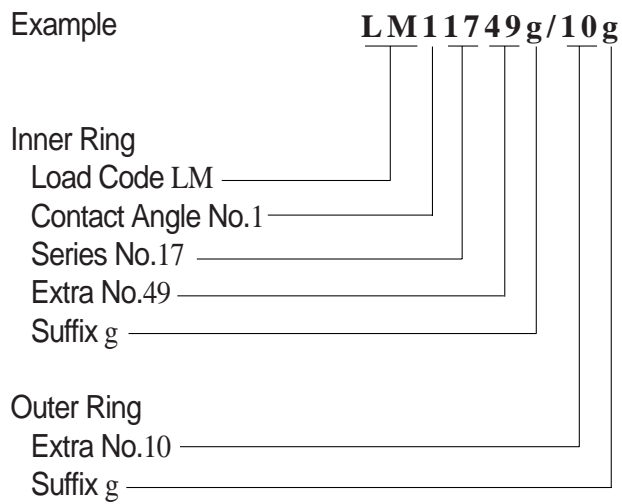 Example LM11749g/10g
Inner Ring
Load Code LM
Contact Angle No.1
Series No.17
Extra No.49
Suffix g
Outer Ring
Extra No.10
Suffix g